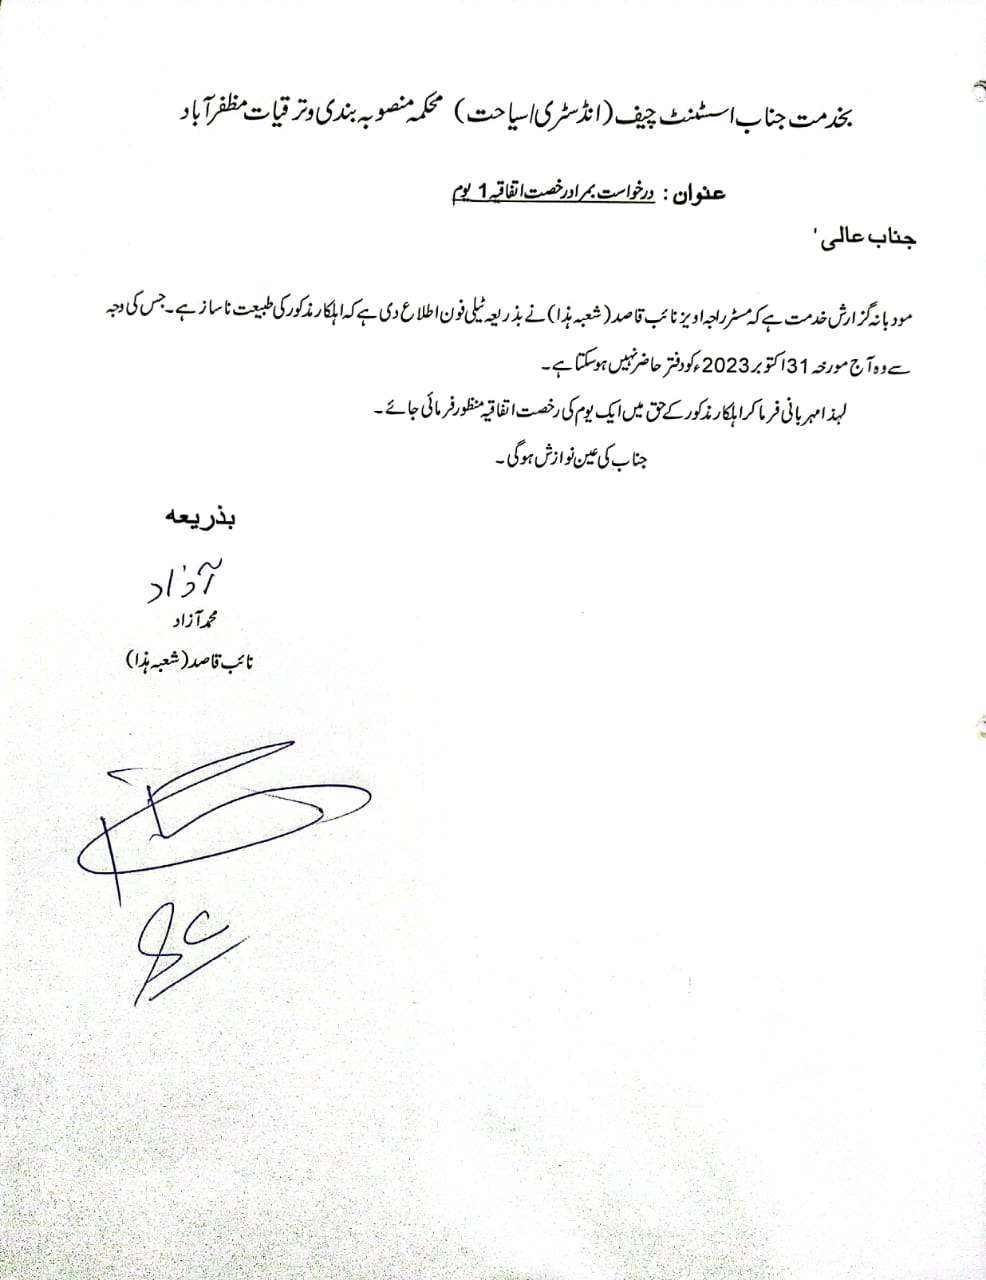 بخدمت جناب اسسٹنٹ چیف (انڈسٹری/سیاحت) محکمہ منصوبہ بندی و ترقیات مظفرآباد
عنوان : درخواست بمراد رخصت اتفاقیہ 1 یوم
جناب عالی '
مودبانہ گزارش خدمت ہے کہ مسٹر راجہ اویز نائب قاصد (شعبہ ہذا) نے بذریعہ ٹیلی فون اطلاع دی ہے کہ اہلکار مذکور کی طبیعت ناساز ہے۔ جس کی وجہ
سے وہ آج مورخہ 31 اکتوبر 2023ء کو دفتر حاضر نہیں ہو سکتا ہے۔
لہذا مہربانی فرما کر اہلکار مذکور کے حق میں ایک یوم کی رخصت اتفاقیہ منظور فرمائی جائے۔
جناب کی عین نوازش ہوگی۔
بذریعہ
آزاد
محمد آزاد
نائب قاصد (شعبہ ہذا)